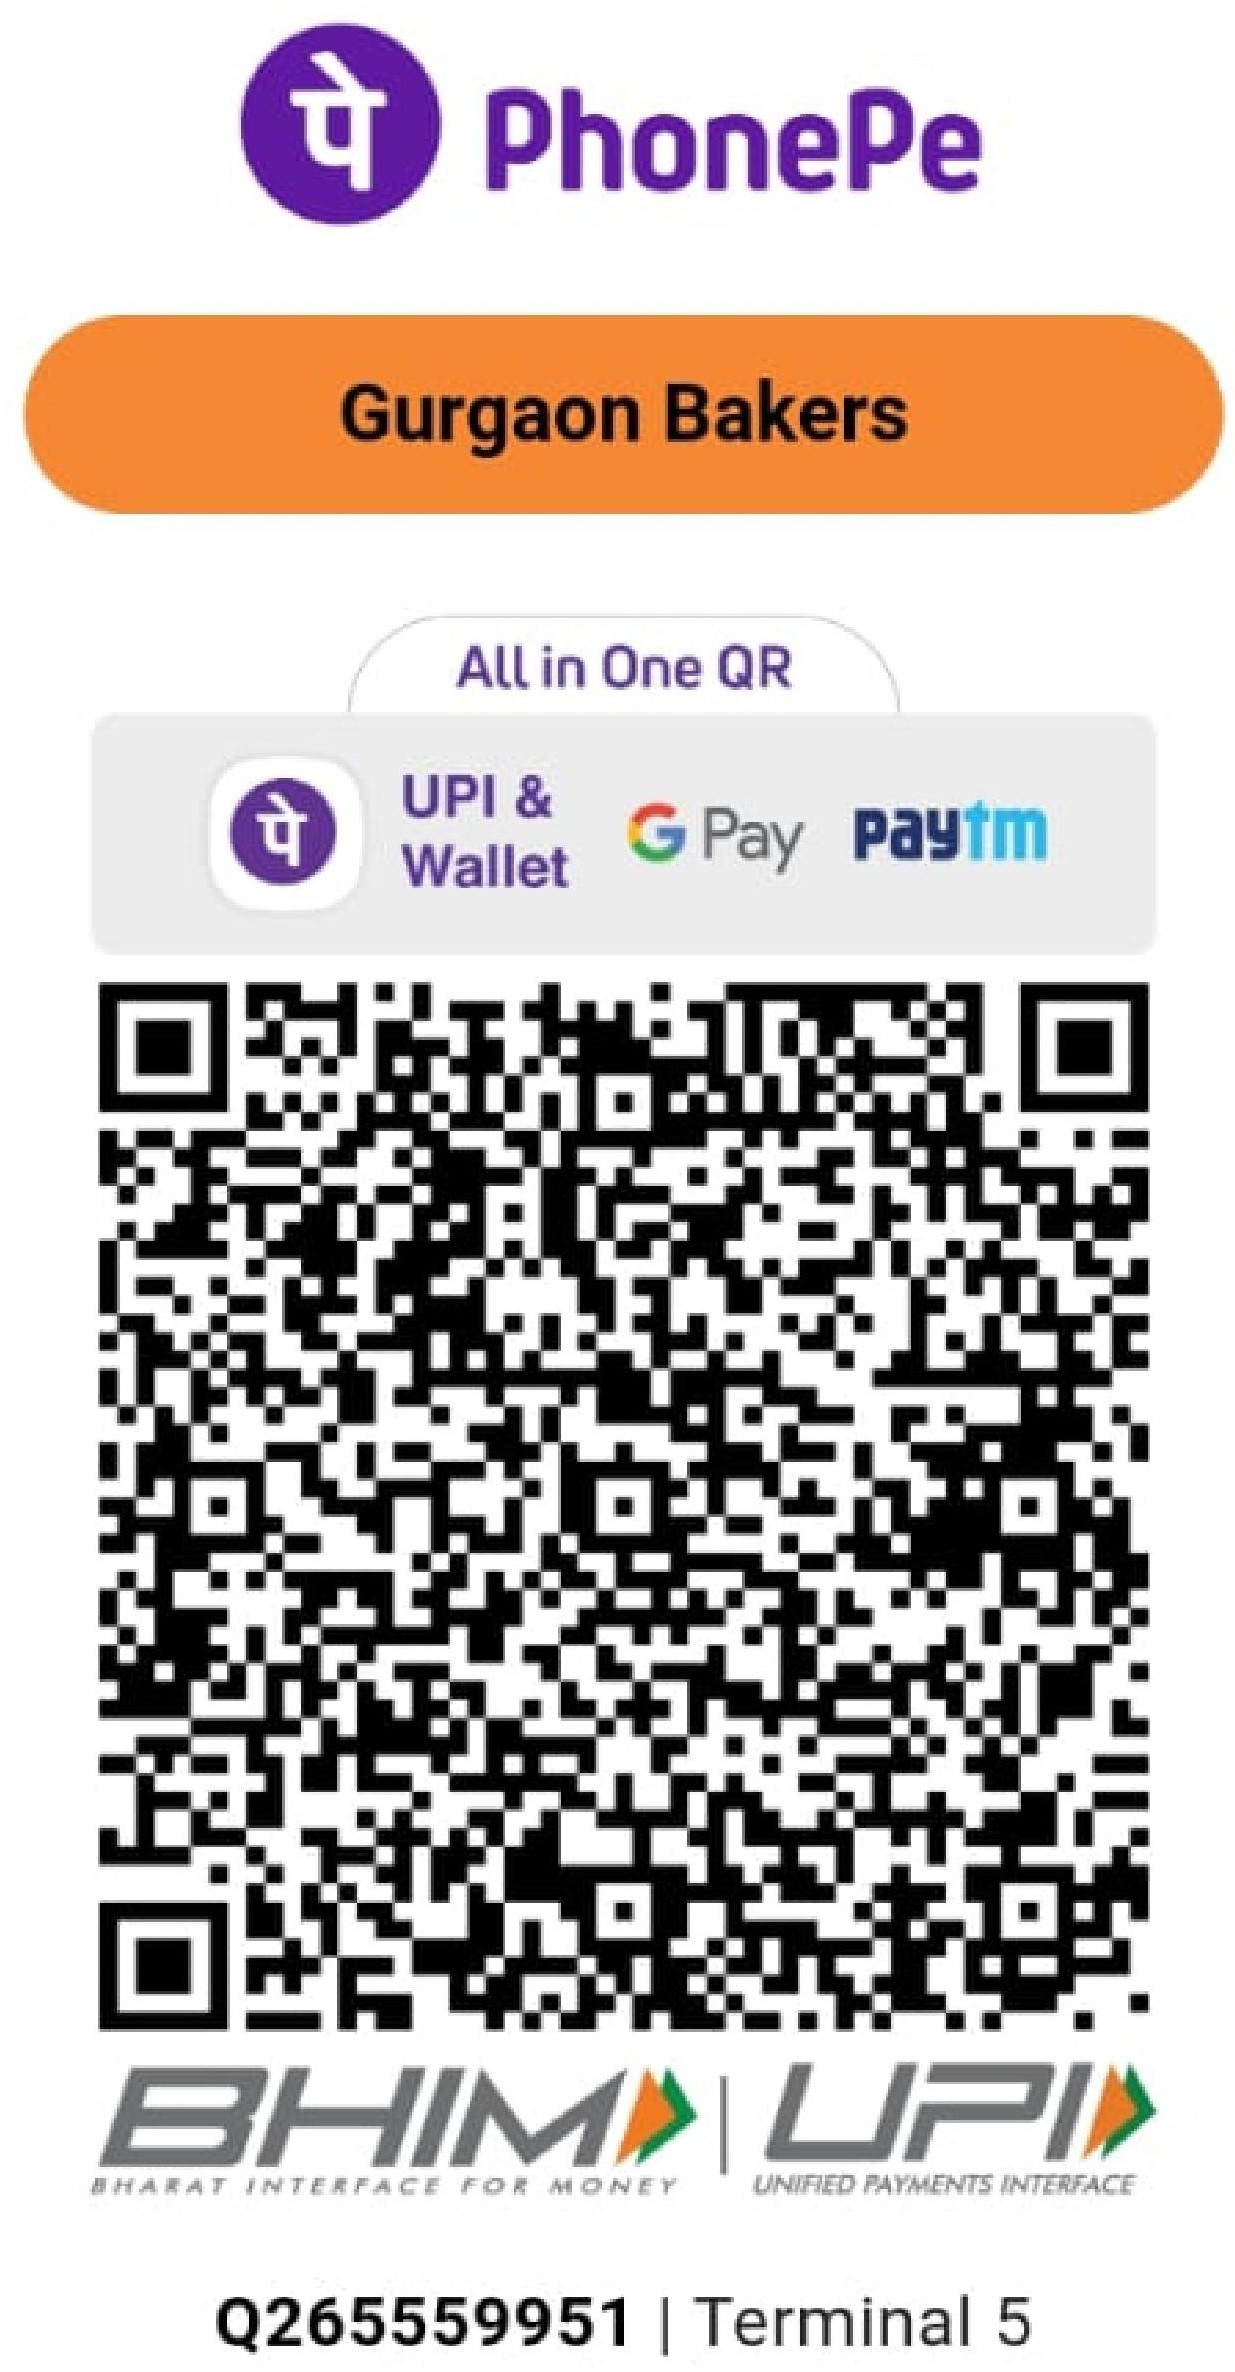 पे PhonePe
Gurgaon Bakers
All in One QR
पे UPI & Wallet G Pay paytm
BHIM | UPI
BHARAT INTERFACE FOR MONEY UNIFIED PAYMENTS INTERFACE
Q265559951 | Terminal 5